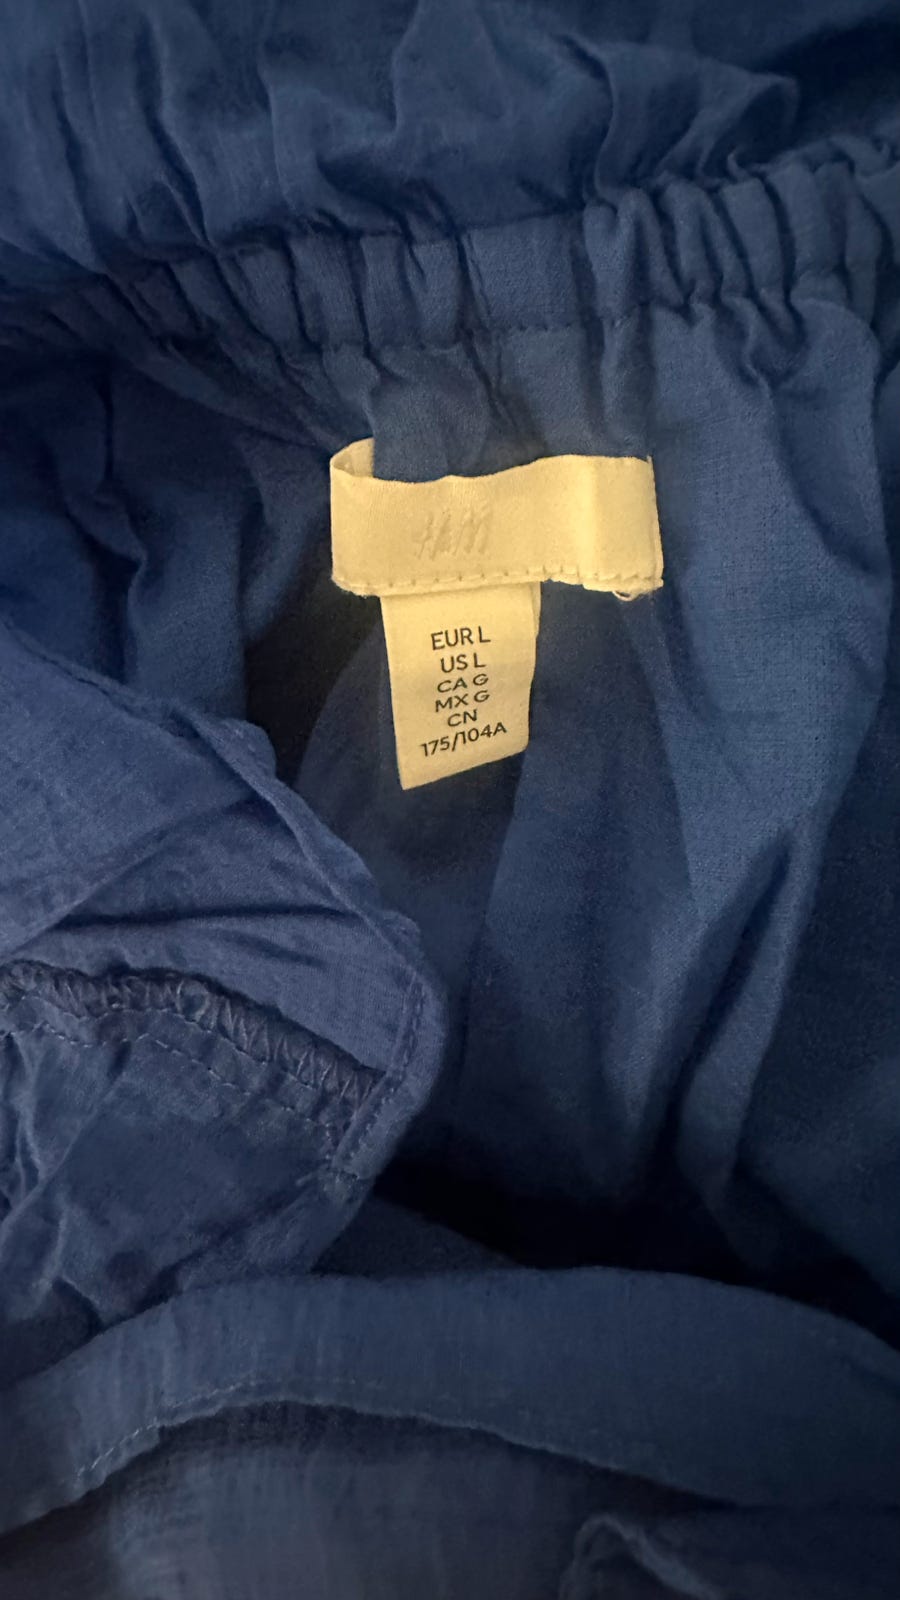 H&M
EUR L
US L
CA G
MX G
CN
175/104A